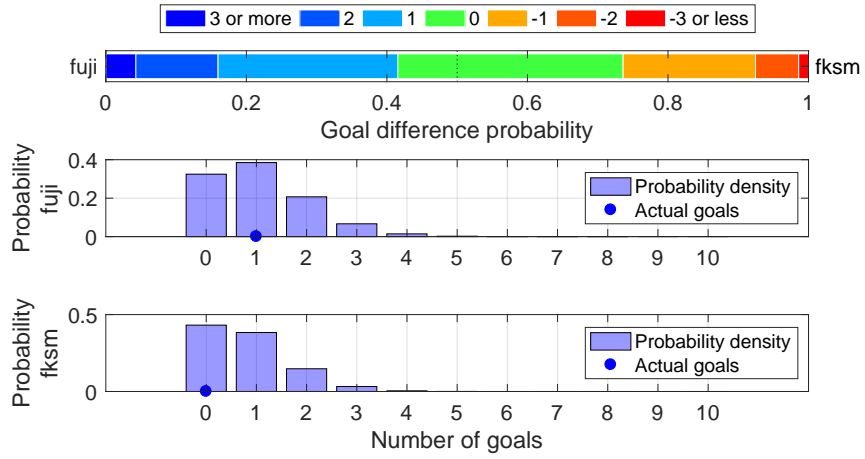 3 or more 2 1 0 -1 -2 -3 or less
fuji fksm
0 0.2 0.4 0.6 0.8 1
Goal difference probability
Probability
fuji
0.4
0.2
0
Probability density
Actual goals
0 1 2 3 4 5 6 7 8 9 10
Probability
fksm
0.5
0
Probability density
Actual goals
0 1 2 3 4 5 6 7 8 9 10
Number of goals